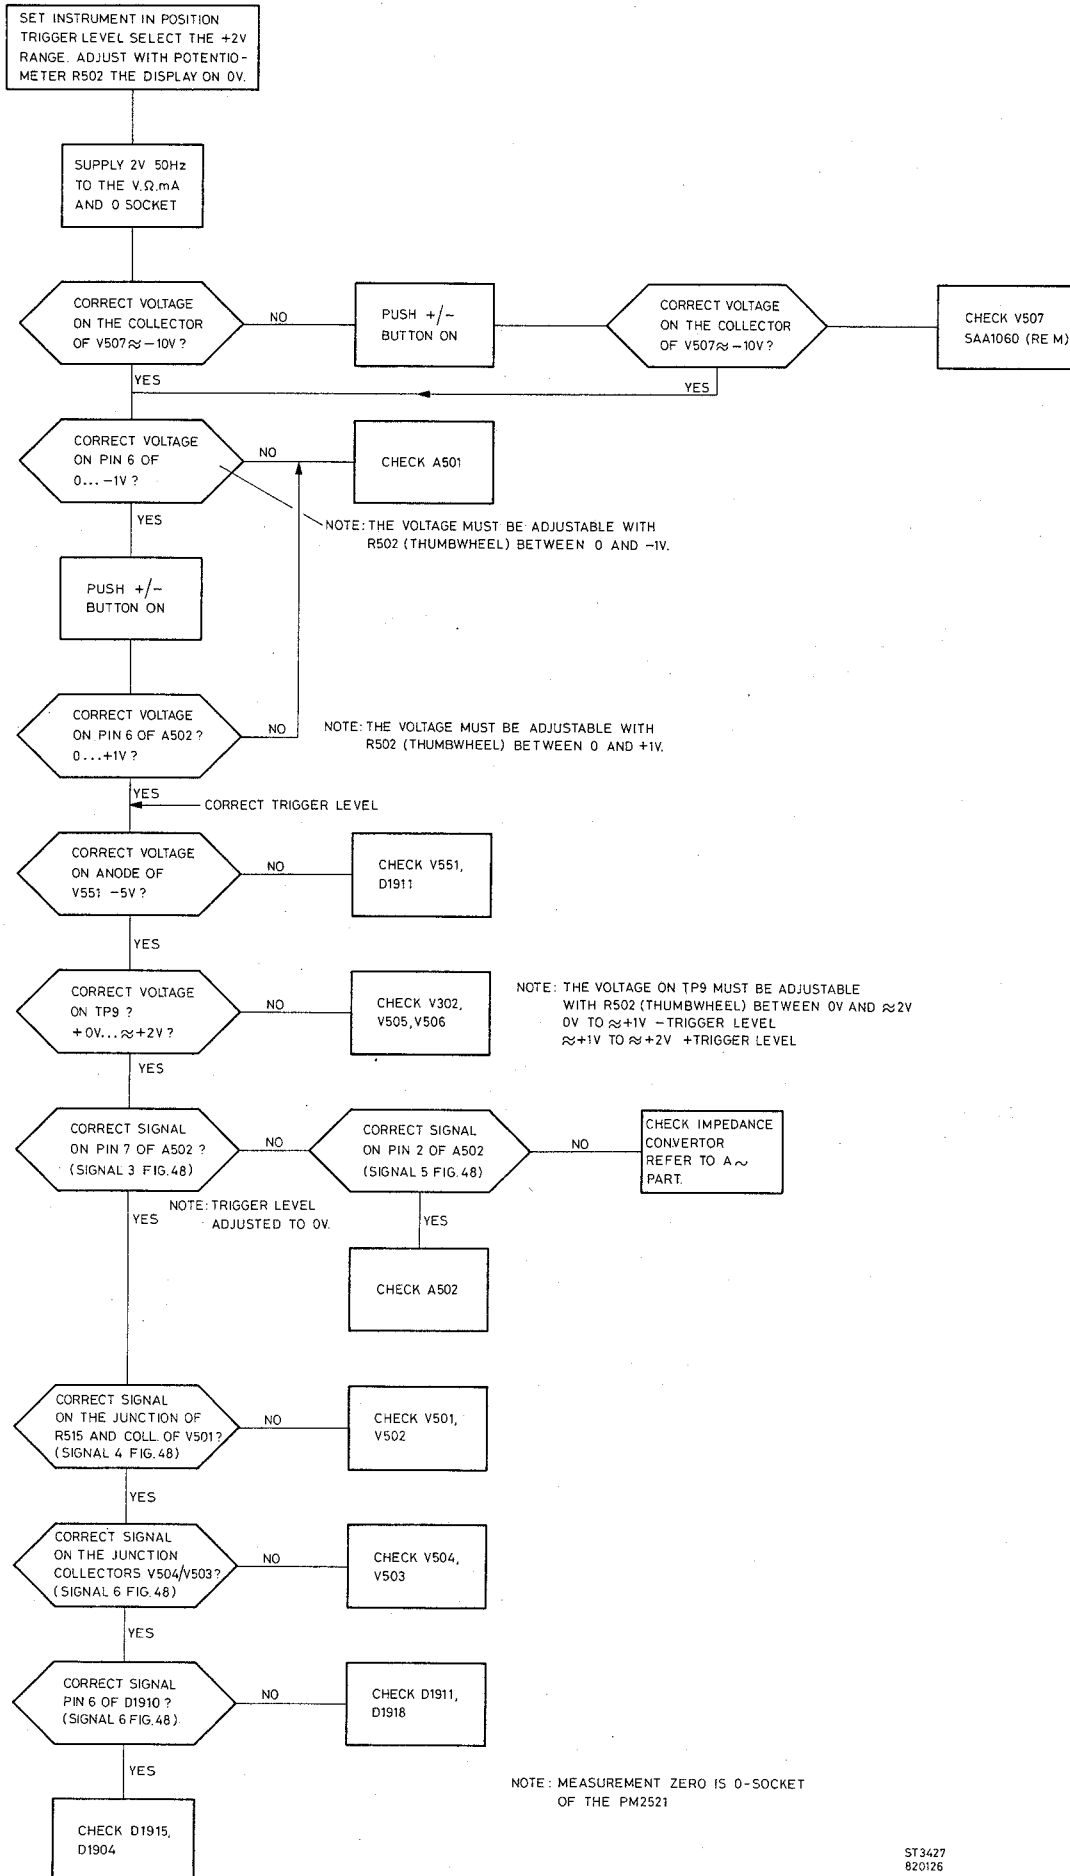 SET INSTRUMENT IN POSITION
TRIGGER LEVEL SELECT THE +2V
RANGE. ADJUST WITH POTENTIO-
METER R502 THE DISPLAY ON 0V.
SUPPLY 2V 50Hz
TO THE V.Ω.mA
AND 0 SOCKET
CORRECT VOLTAGE
ON THE COLLECTOR
OF V507≈-10V?
NO
PUSH +/-
BUTTON ON
CORRECT VOLTAGE
ON THE COLLECTOR
OF V507≈-10V?
CHECK V507
SAA1060 (RE M)
YES
YES
CORRECT VOLTAGE
ON PIN 6 OF
0...-1V?
NO
CHECK A501
NOTE: THE VOLTAGE MUST BE ADJUSTABLE WITH
R502 (THUMBWHEEL) BETWEEN 0 AND -1V.
YES
PUSH +/-
BUTTON ON
CORRECT VOLTAGE
ON PIN 6 OF A502?
0...+1V?
NO
NOTE: THE VOLTAGE MUST BE ADJUSTABLE WITH
R502 (THUMBWHEEL) BETWEEN 0 AND +1V.
YES
CORRECT TRIGGER LEVEL
CORRECT VOLTAGE
ON ANODE OF
V551 -5V?
NO
CHECK V551,
D1911
YES
CORRECT VOLTAGE
ON TP9 ?
+0V...≈+2V?
NO
CHECK V302,
V505,V506
NOTE: THE VOLTAGE ON TP9 MUST BE ADJUSTABLE
WITH R502 (THUMBWHEEL) BETWEEN 0V AND ≈2V
0V TO ≈+1V -TRIGGER LEVEL
≈+1V TO ≈+2V +TRIGGER LEVEL
YES
CORRECT SIGNAL
ON PIN 7 OF A502?
(SIGNAL 3 FIG.48)
NO
CORRECT SIGNAL
ON PIN 2 OF A502
(SIGNAL 5 FIG.48)
NO
CHECK IMPEDANCE
CONVERTOR
REFER TO A~
PART.
NOTE: TRIGGER LEVEL
ADJUSTED TO 0V.
YES
YES
CHECK A502
CORRECT SIGNAL
ON THE JUNCTION OF
R515 AND COLL. OF V501?
(SIGNAL 4 FIG.48)
NO
CHECK V501,
V502
YES
CORRECT SIGNAL
ON THE JUNCTION
COLLECTORS V504/V503?
(SIGNAL 6 FIG.48)
NO
CHECK V504,
V503
YES
CORRECT SIGNAL
PIN 6 OF D1910 ?
(SIGNAL 6 FIG.48)
NO
CHECK D1911,
D1918
YES
CHECK D1915,
D1904
NOTE: MEASUREMENT ZERO IS 0-SOCKET
OF THE PM2521
ST3427
820126